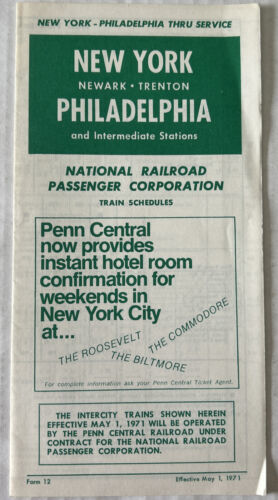 NEW YORK - PHILADELPHIA THRU SERVICE
NEW YORK
NEWARK • TRENTON
PHILADELPHIA
and Intermediate Stations
NATIONAL RAILROAD
PASSENGER CORPORATION
TRAIN SCHEDULES
Penn Central
now provides
instant hotel room
confirmation for
weekends in
New York City
at...
THE ROOSEVELT
THE COMMODORE
THE BILTMORE
For complete information ask your Penn Central Ticket Agent.
THE INTERCITY TRAINS SHOWN HEREIN
EFFECTIVE MAY 1, 1971 WILL BE OPERATED
BY THE PENN CENTRAL RAILROAD UNDER
CONTRACT FOR THE NATIONAL RAILROAD
PASSENGER CORPORATION.
Form 12
Effective May 1, 1971